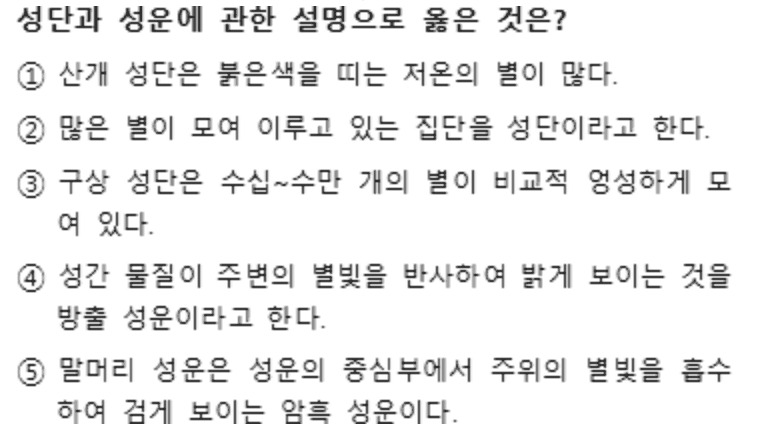 성단과 성운에 관한 설명으로 옳은 것은?
① 산개 성단은 붉은색을 띠는 저온의 별이 많다.
② 많은 별이 모여 이루고 있는 집단을 성단이라고 한다.
③ 구상 성단은 수십~수만 개의 별이 비교적 엉성하게 모
여 있다.
④ 성간 물질이 주변의 별빛을 반사하여 밝게 보이는 것을
방출 성운이라고 한다.
⑤ 말머리 성운은 성운의 중심부에서 주위의 별빛을 흡수
하여 검게 보이는 암흑 성운이다.